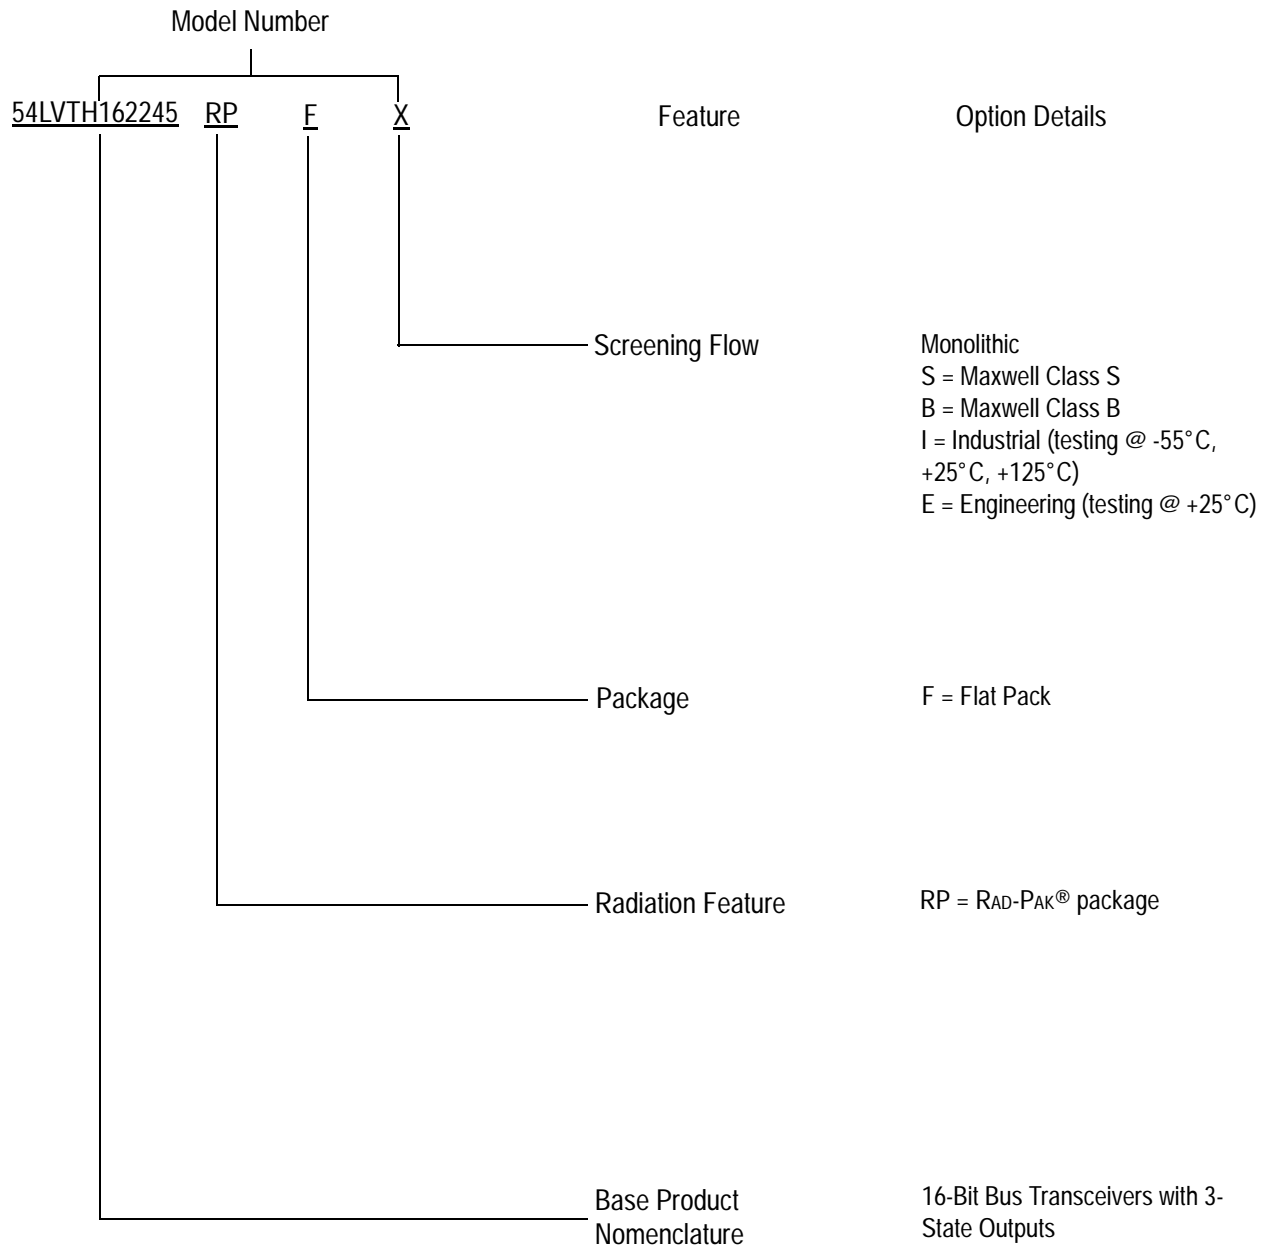 Model Number
54LVTH162245 RP F X Feature Option Details
Screening Flow Monolithic
S = Maxwell Class S
B = Maxwell Class B
I = Industrial (testing @ -55°C,
+25°C, +125°C)
E = Engineering (testing @ +25°C)
Package F = Flat Pack
Radiation Feature RP = RAD-PAK® package
Base Product
Nomenclature
16-Bit Bus Transceivers with 3-
State Outputs